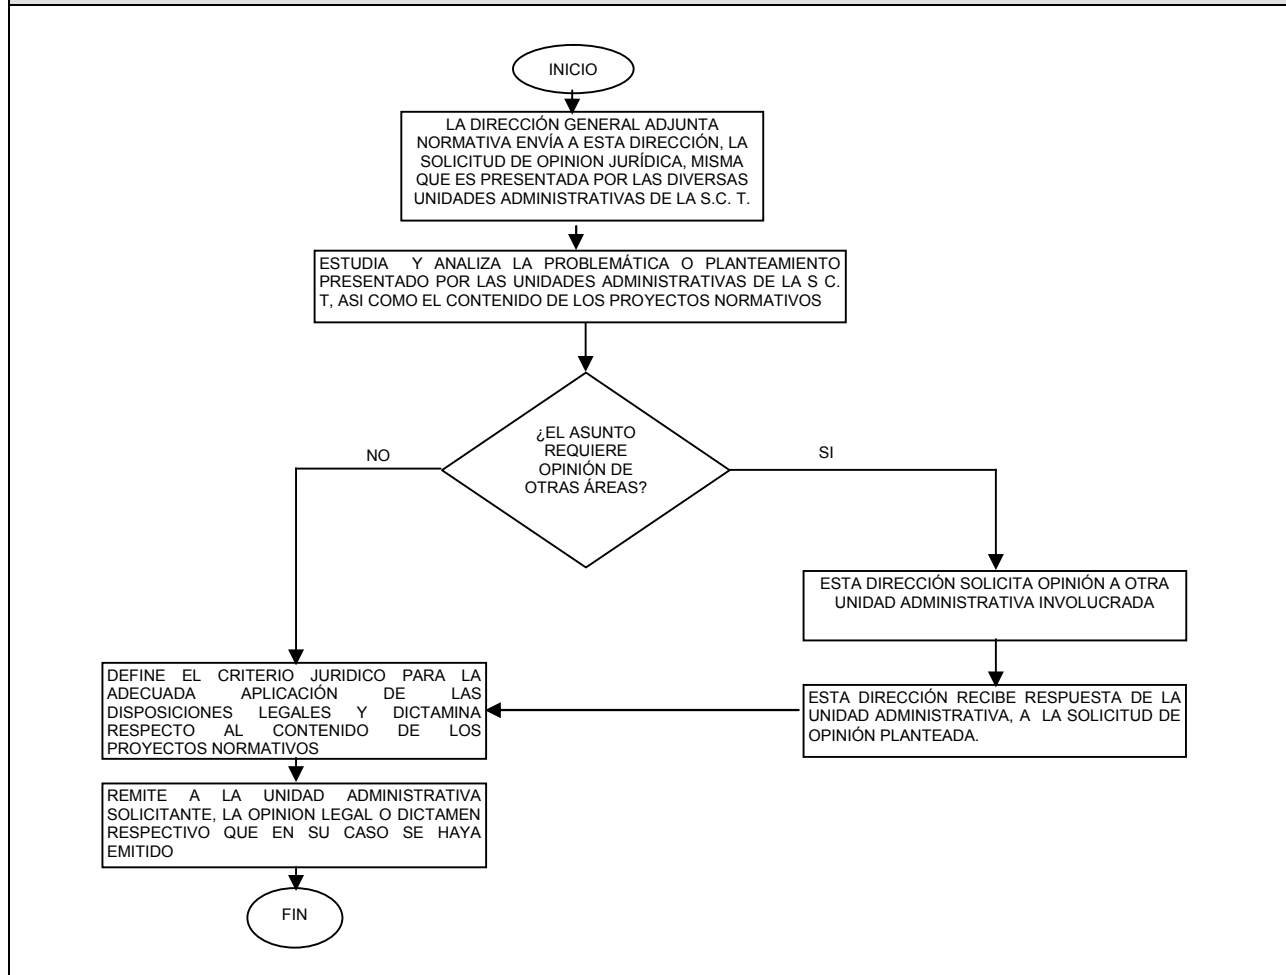 INICIO
LA DIRECCIÓN GENERAL ADJUNTA
NORMATIVA ENVÍA A ESTA DIRECCIÓN, LA
SOLICITUD DE OPINION JURÍDICA, MISMA
QUE ES PRESENTADA POR LAS DIVERSAS
UNIDADES ADMINISTRATIVAS DE LA S.C. T.
ESTUDIA Y ANALIZA LA PROBLEMÁTICA O PLANTEAMIENTO
PRESENTADO POR LAS UNIDADES ADMINISTRATIVAS DE LA S C.
T, ASI COMO EL CONTENIDO DE LOS PROYECTOS NORMATIVOS
¿EL ASUNTO
REQUIERE
OPINIÓN DE
OTRAS ÁREAS?
NO
SI
ESTA DIRECCIÓN SOLICITA OPINIÓN A OTRA
UNIDAD ADMINISTRATIVA INVOLUCRADA
ESTA DIRECCIÓN RECIBE RESPUESTA DE LA
UNIDAD ADMINISTRATIVA, A LA SOLICITUD DE
OPINIÓN PLANTEADA.
DEFINE EL CRITERIO JURIDICO PARA LA
ADECUADA APLICACIÓN DE LAS
DISPOSICIONES LEGALES Y DICTAMINA
RESPECTO AL CONTENIDO DE LOS
PROYECTOS NORMATIVOS
REMITE A LA UNIDAD ADMINISTRATIVA
SOLICITANTE, LA OPINION LEGAL O DICTAMEN
RESPECTIVO QUE EN SU CASO SE HAYA
EMITIDO
FIN